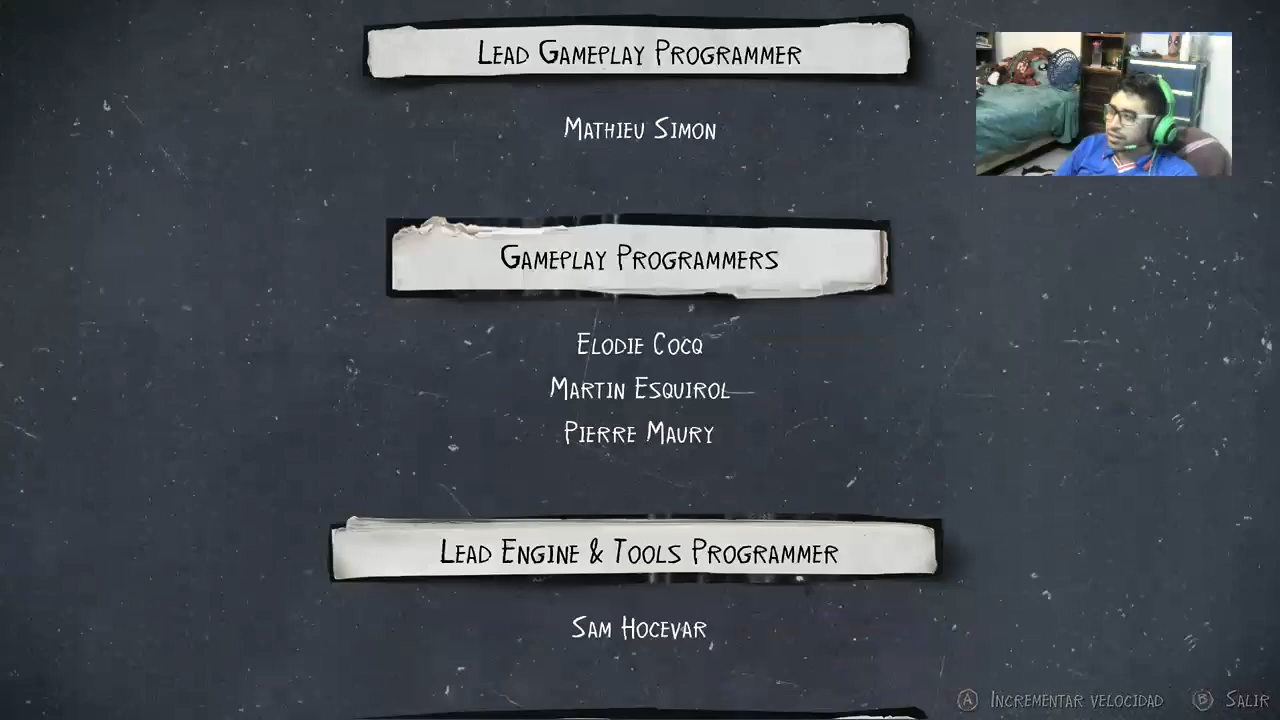 Lead Gameplay Programmer
Mathieu Simon
Gameplay Programmers
Elodie Cocq
Martin Esquirol
Pierre Maury
Lead Engine & Tools Programmer
Sam Hocevar
A Incrementar velocidad B Salir